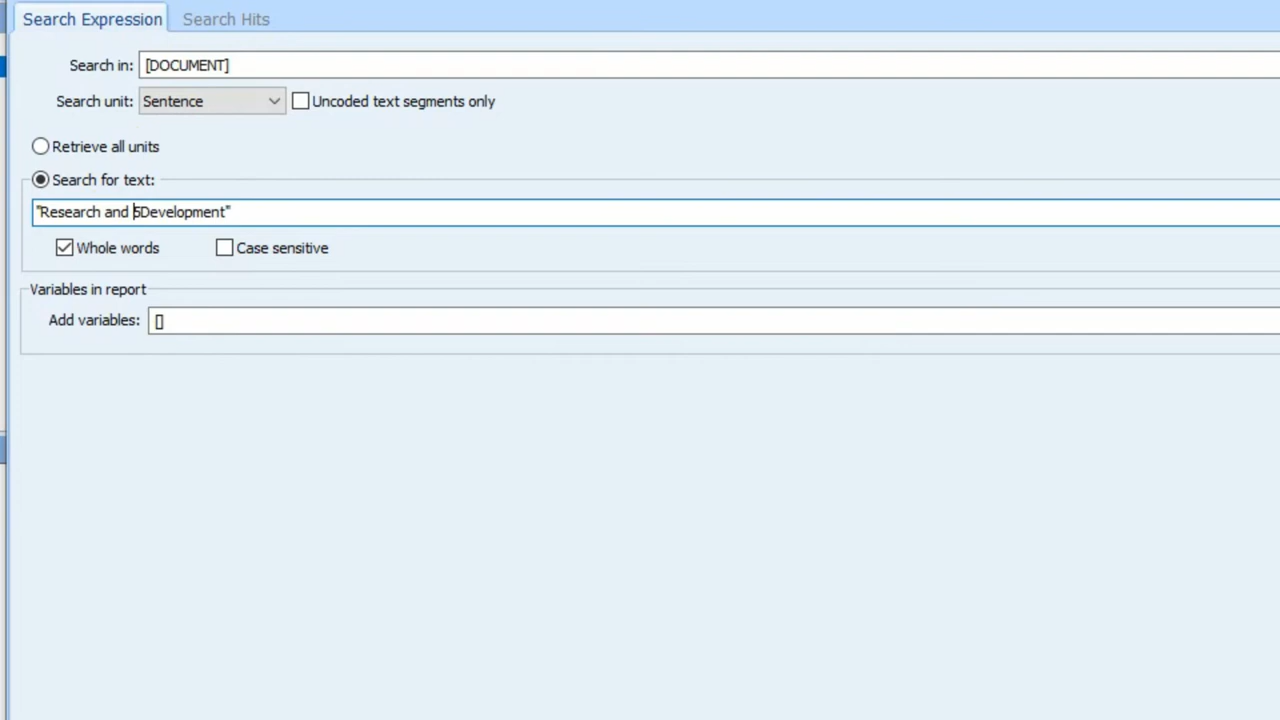 Search Expression Search Hits
Search in: [DOCUMENT]
Search unit: Sentence Uncoded text segments only
Retrieve all units
Search for text:
"Research and 5Development"
Whole words Case sensitive
Variables in report
Add variables: []